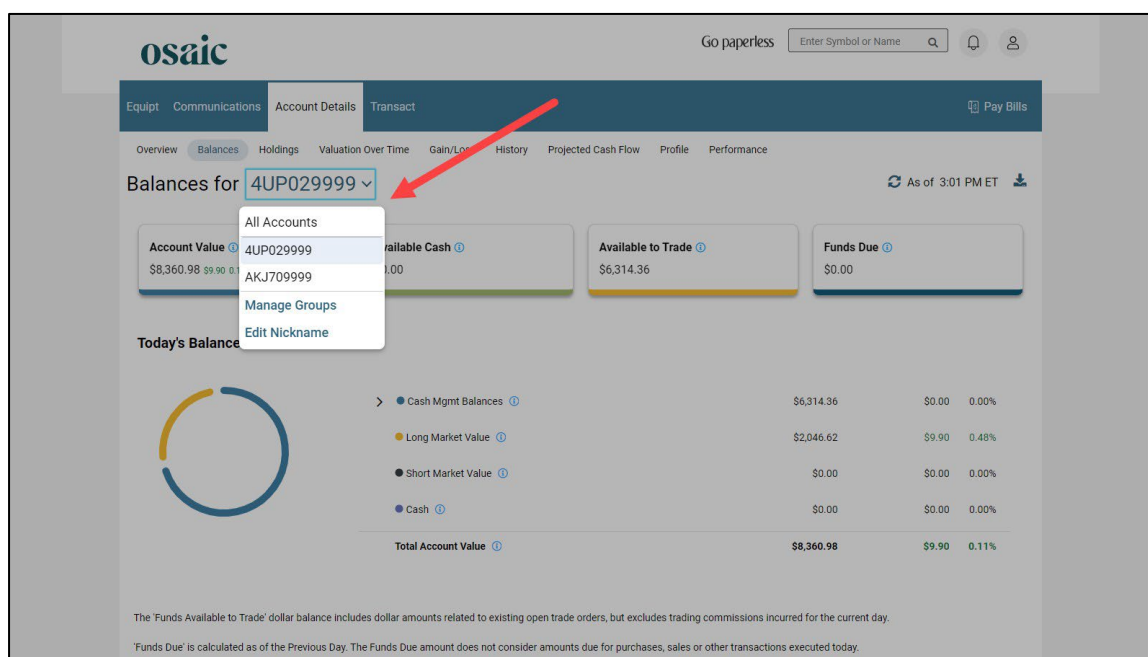 osaic
Go paperless
Enter Symbol or Name
Equipt Communications Account Details Transact Pay Bills
Overview Balances Holdings Valuation Over Time Gain/Los History Projected Cash Flow Profile Performance
Balances for 4UP029999
As of 3:01 PM ET
All Accounts
4UP029999
AKJ709999
Manage Groups
Edit Nickname
Account Value
$8,360.98 $9.90
vailable Cash
.00
Available to Trade
$6,314.36
Funds Due
$0.00
Today's Balance
Cash Mgmt Balances $6,314.36 $0.00 0.00%
Long Market Value $2,046.62 $9.90 0.48%
Short Market Value $0.00 $0.00 0.00%
Cash $0.00 $0.00 0.00%
Total Account Value $8,360.98 $9.90 0.11%
The 'Funds Available to Trade' dollar balance includes dollar amounts related to existing open trade orders, but excludes trading commissions incurred for the current day.
'Funds Due' is calculated as of the Previous Day. The Funds Due amount does not consider amounts due for purchases, sales or other transactions executed today.